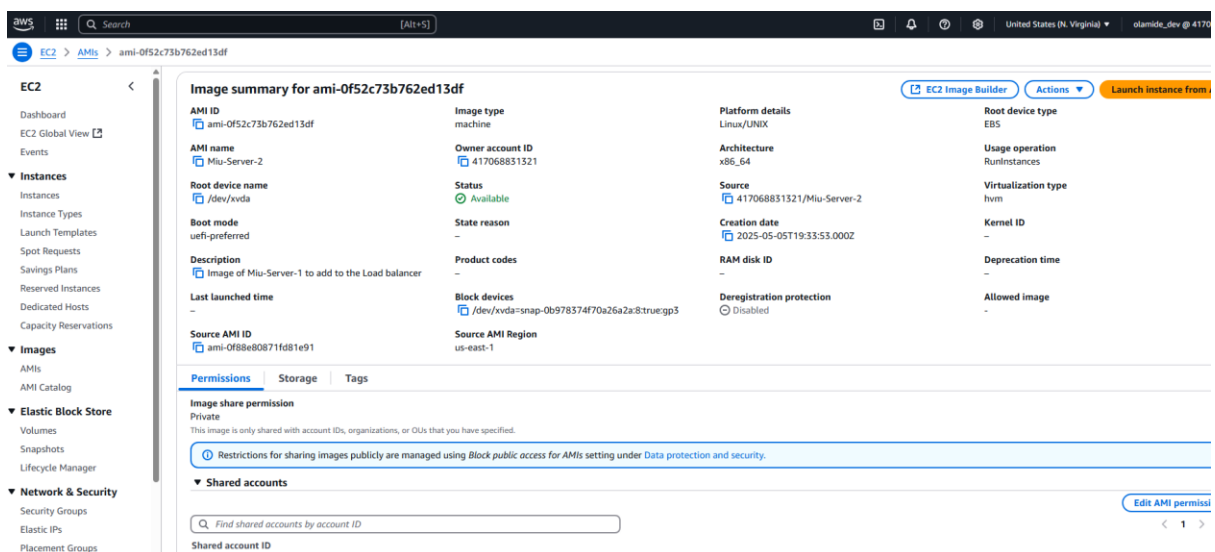 aws
Search
[Alt+S]
United States (N. Virginia)
olamide_dev @ 4170
EC2 > AMIs > ami-0f52c73b762ed13df
EC2
Dashboard
EC2 Global View
Events
Instances
Instances
Instance Types
Launch Templates
Spot Requests
Savings Plans
Reserved Instances
Dedicated Hosts
Capacity Reservations
Images
AMIs
AMI Catalog
Elastic Block Store
Volumes
Snapshots
Lifecycle Manager
Network & Security
Security Groups
Elastic IPs
Placement Groups
Image summary for ami-0f52c73b762ed13df
EC2 Image Builder
Actions
Launch instance from A
AMI ID
ami-0f52c73b762ed13df
Image type
machine
Platform details
Linux/UNIX
Root device type
EBS
AMI name
Miu-Server-2
Owner account ID
417068831321
Architecture
x86_64
Usage operation
RunInstances
Root device name
/dev/xvda
Status
Available
Source
417068831321/Miu-Server-2
Virtualization type
hvm
Boot mode
uefi-preferred
State reason
–
Creation date
2025-05-05T19:33:53.000Z
Kernel ID
–
Description
Image of Miu-Server-1 to add to the Load balancer
Product codes
–
RAM disk ID
–
Deprecation time
–
Last launched time
–
Block devices
/dev/xvda=snap-0b978374f70a26a2a:8:true:gp3
Deregistration protection
Disabled
Allowed image
-
Source AMI ID
ami-0f88e80871fd81e91
Source AMI Region
us-east-1
Permissions
Storage
Tags
Image share permission
Private
This image is only shared with account IDs, organizations, or OUs that you have specified.
Restrictions for sharing images publicly are managed using Block public access for AMIs setting under Data protection and security.
Shared accounts
Edit AMI permissi
Find shared accounts by account ID
< 1 >
Shared account ID